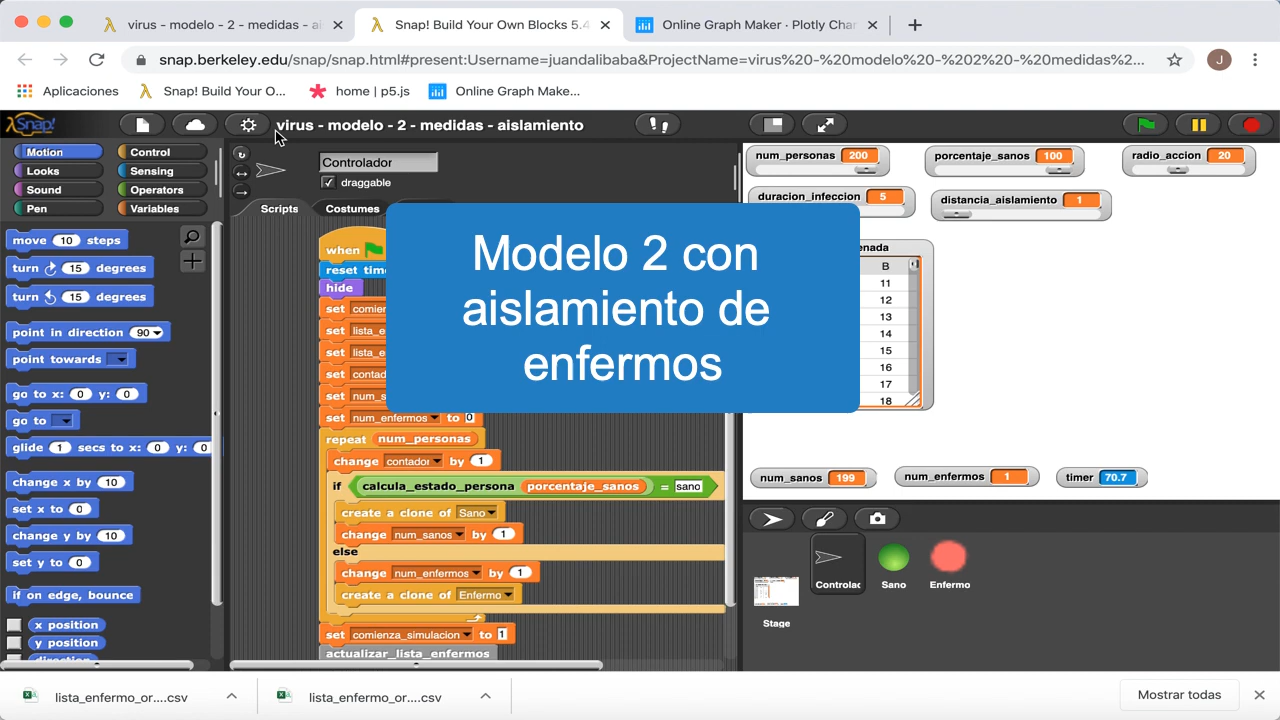 virus - modelo - 2 - medidas - ai
Snap! Build Your Own Blocks 5.4
Online Graph Maker · Plotly Char
snap.berkeley.edu/snap/snap.html#present:Username=juandalibaba&ProjectName=virus%20-%20modelo%20-%202%20-%20medidas%2...
J
Aplicaciones
Snap! Build Your O...
home | p5.js
Online Graph Make...
Snap!
virus - modelo - 2 - medidas - aislamiento
Motion
Control
Looks
Sensing
Sound
Operators
Pen
Variables
Controlador
draggable
Scripts
Costumes
move 10 steps
turn 15 degrees
turn 15 degrees
point in direction 90
point towards
go to x: 0 y: 0
go to
glide 1 secs to x: 0 y: 0
change x by 10
set x to 0
change y by 10
set y to 0
if on edge, bounce
x position
y position
direction
when
reset time
hide
set comien
set lista_e
set lista_e
set contad
set num_s
set num_enfermos to 0
repeat num_personas
change contador by 1
if calcula_estado_persona porcentaje_sanos = sano
create a clone of Sano
change num_sanos by 1
else
change num_enfermos by 1
create a clone of Enfermo
set comienza_simulacion to 1
actualizar_lista_enfermos
Modelo 2 con
aislamiento de
enfermos
num_personas 200
porcentaje_sanos 100
radio_accion 20
duracion_infeccion 5
distancia_aislamiento 1
enada
B
11
12
13
14
15
16
17
18
num_sanos 199
num_enfermos 1
timer 70.7
Controlac
Sano
Enfermo
Stage
lista_enfermo_or....csv
lista_enfermo_or....csv
Mostrar todas